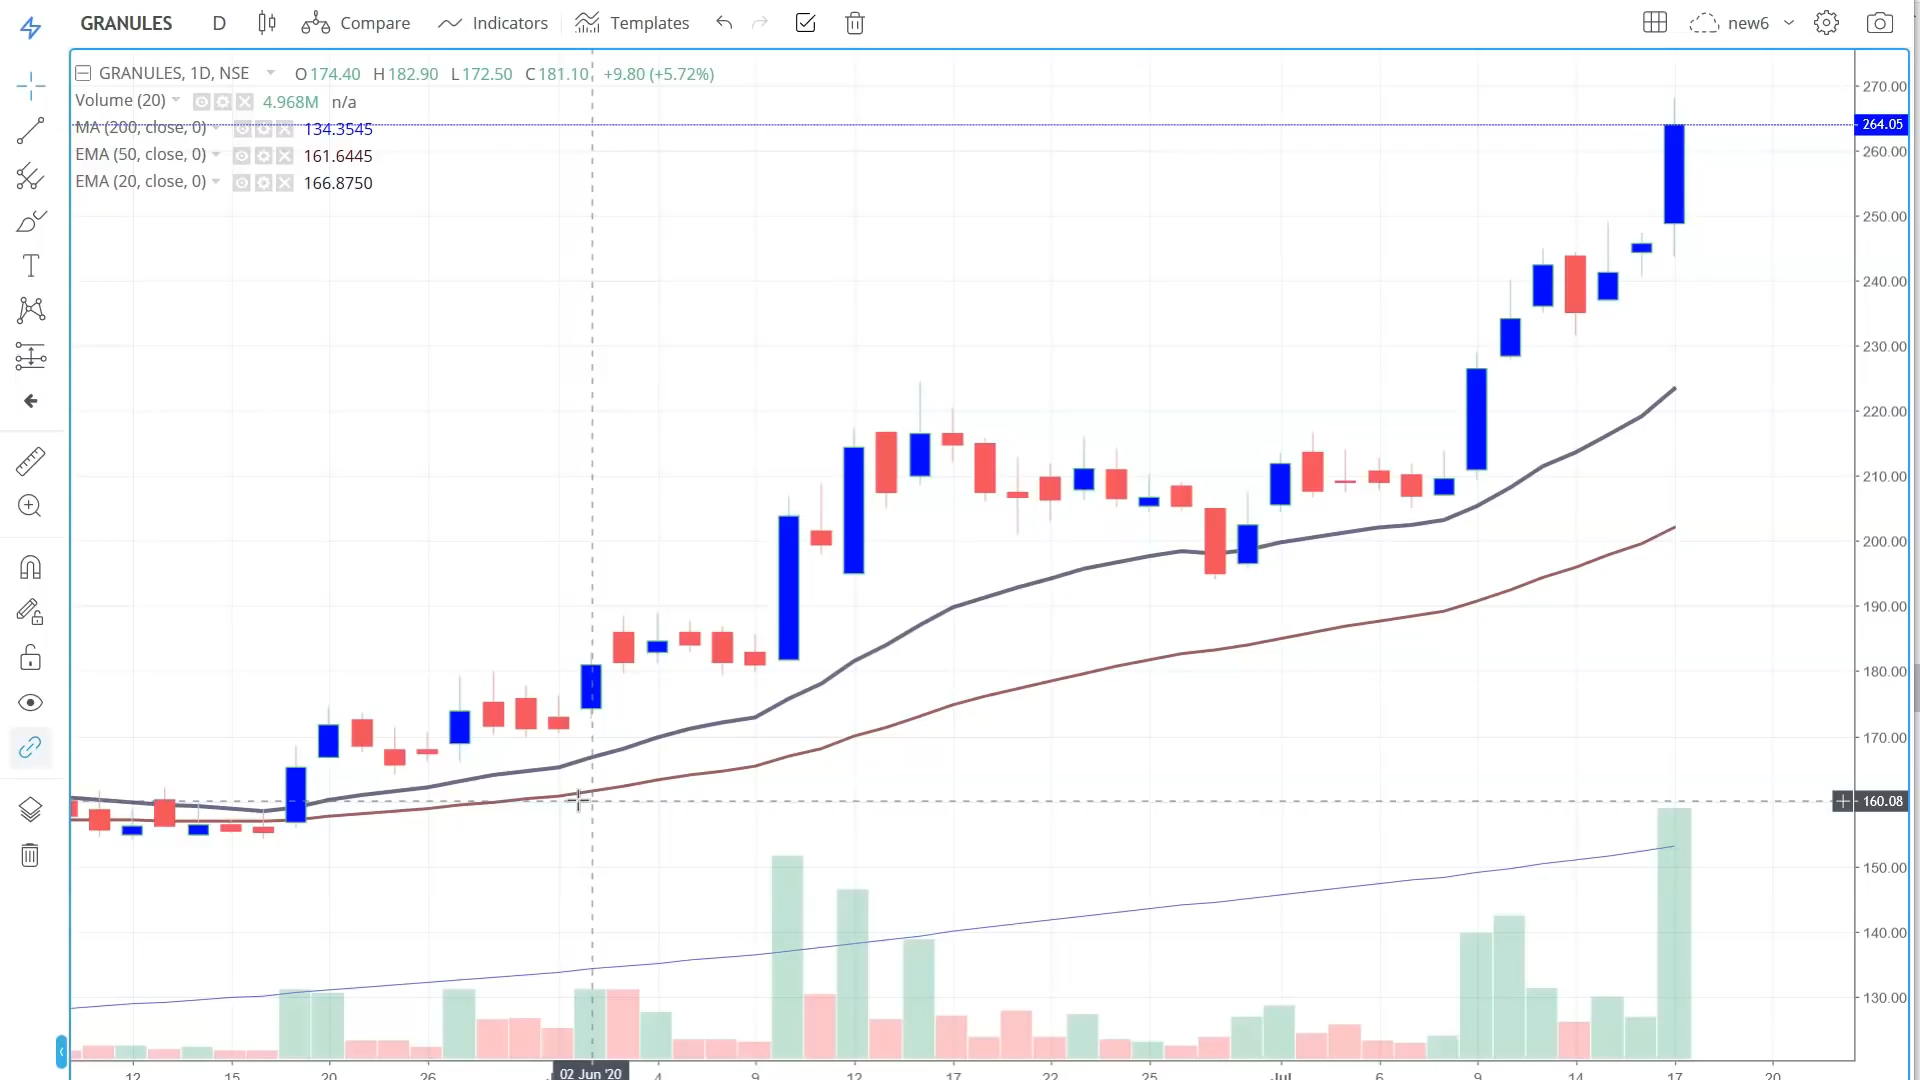 GRANULES D Compare Indicators Templates new6
GRANULES, 1D, NSE O174.40 H182.90 L172.50 C181.10 +9.80 (+5.72%)
Volume (20) 4.968M n/a
MA (200, close, 0) 134.3545
EMA (50, close, 0) 161.6445
EMA (20, close, 0) 166.8750
270.00
264.05
260.00
250.00
240.00
230.00
220.00
210.00
200.00
190.00
180.00
170.00
160.08
150.00
140.00
130.00
12 15 20 26 02 Jun '20 4 9 12 17 22 25 Jul 6 9 14 17 20